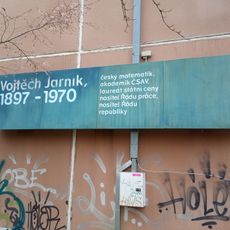 Vojtěch Jarník,
1897 - 1970
český matematik,
akademik ČSAV,
laureát státní ceny
nositel Řádu práce,
nositel Řádu
republiky